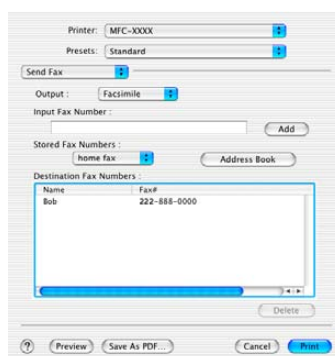 Printer: MFC-XXXX
Presets: Standard
Send Fax
Output : Facsimile
Input Fax Number :
Add
Stored Fax Numbers :
home fax Address Book
Destination Fax Numbers :
Name Fax#
Bob 222-888-0000
Delete
? Preview Save As PDF... Cancel Print